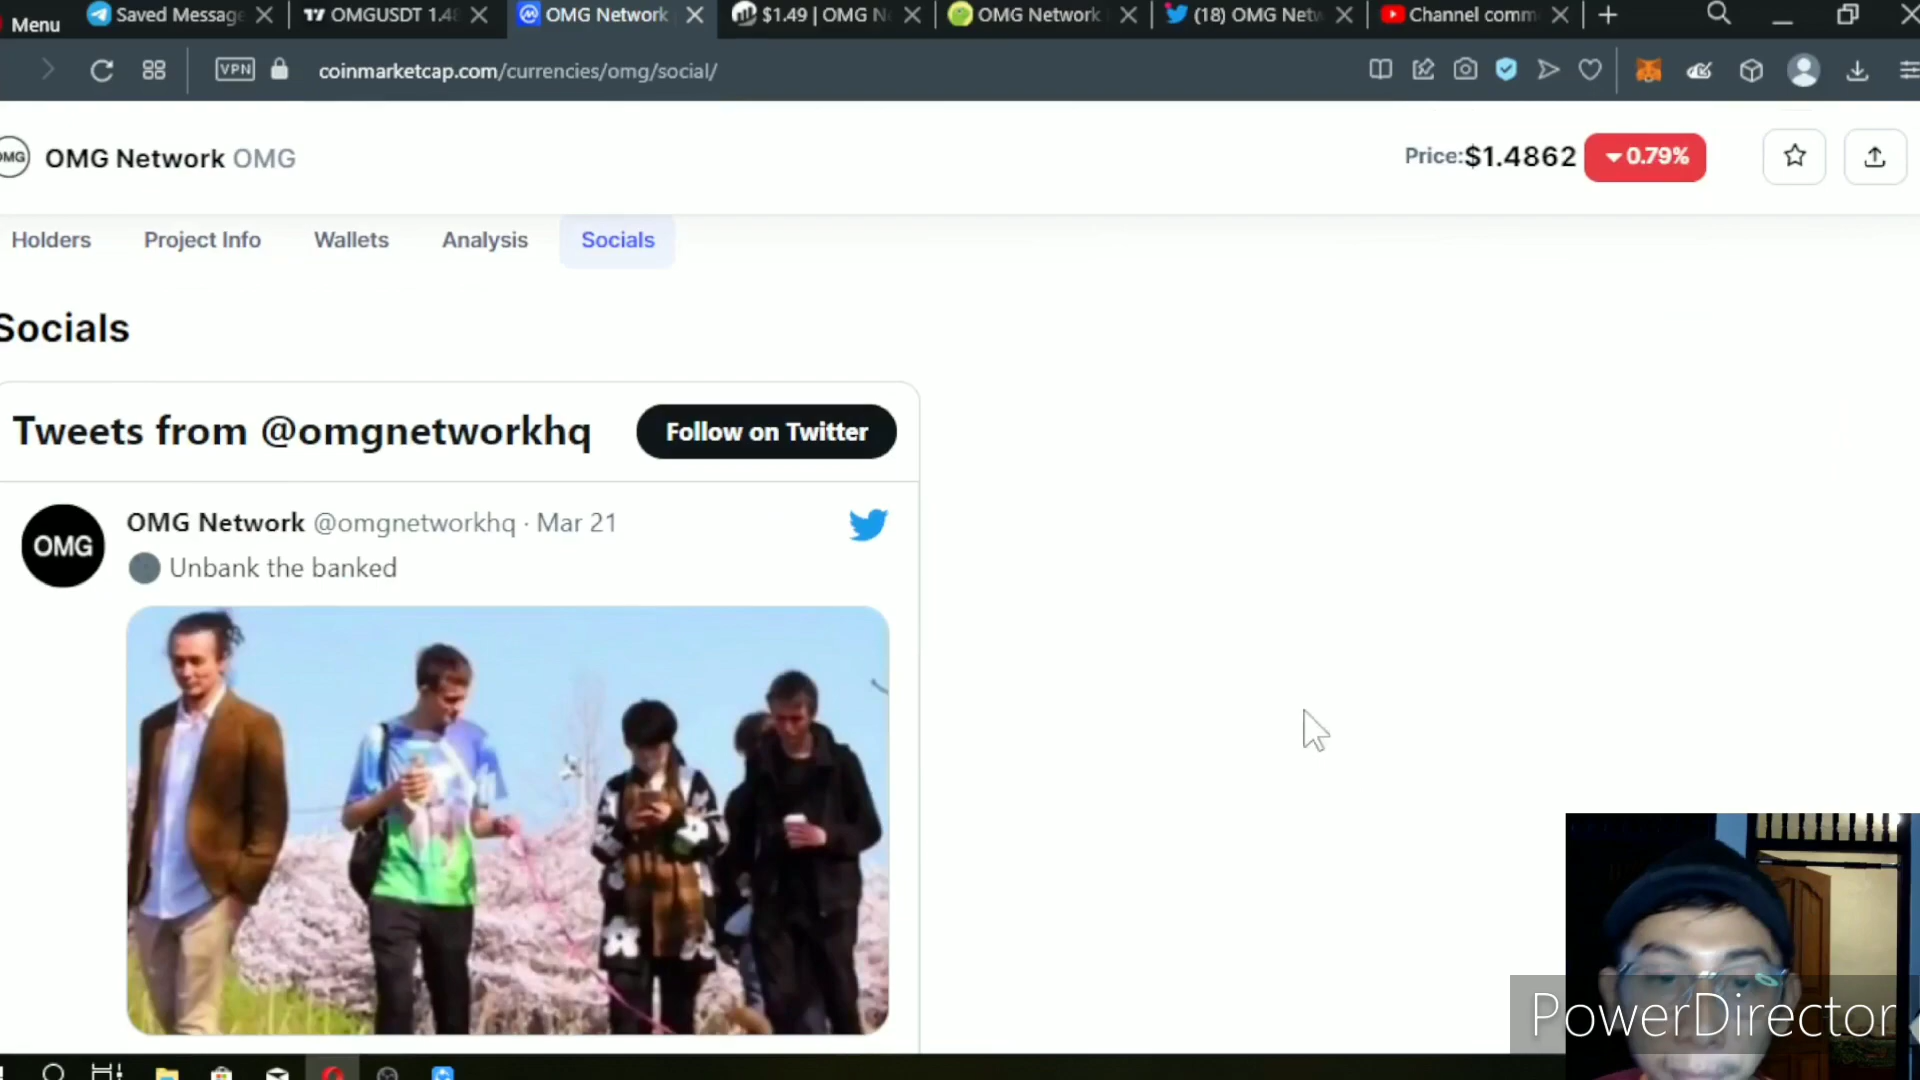 Menu
Saved Message
OMGUSDT 1.48
OMG Network
$1.49 | OMG N
OMG Network
(18) OMG Netw
Channel comm
VPN
coinmarketcap.com/currencies/omg/social/
OMG
OMG Network OMG
Price:$1.4862
0.79%
Holders
Project Info
Wallets
Analysis
Socials
Socials
Tweets from @omgnetworkhq
Follow on Twitter
OMG
OMG Network @omgnetworkhq · Mar 21
Unbank the banked
PowerDirector